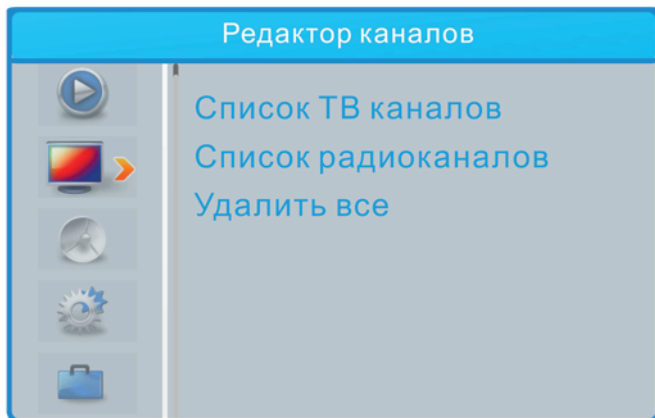 Редактор каналов
Список ТВ каналов
Список радиоканалов
Удалить все